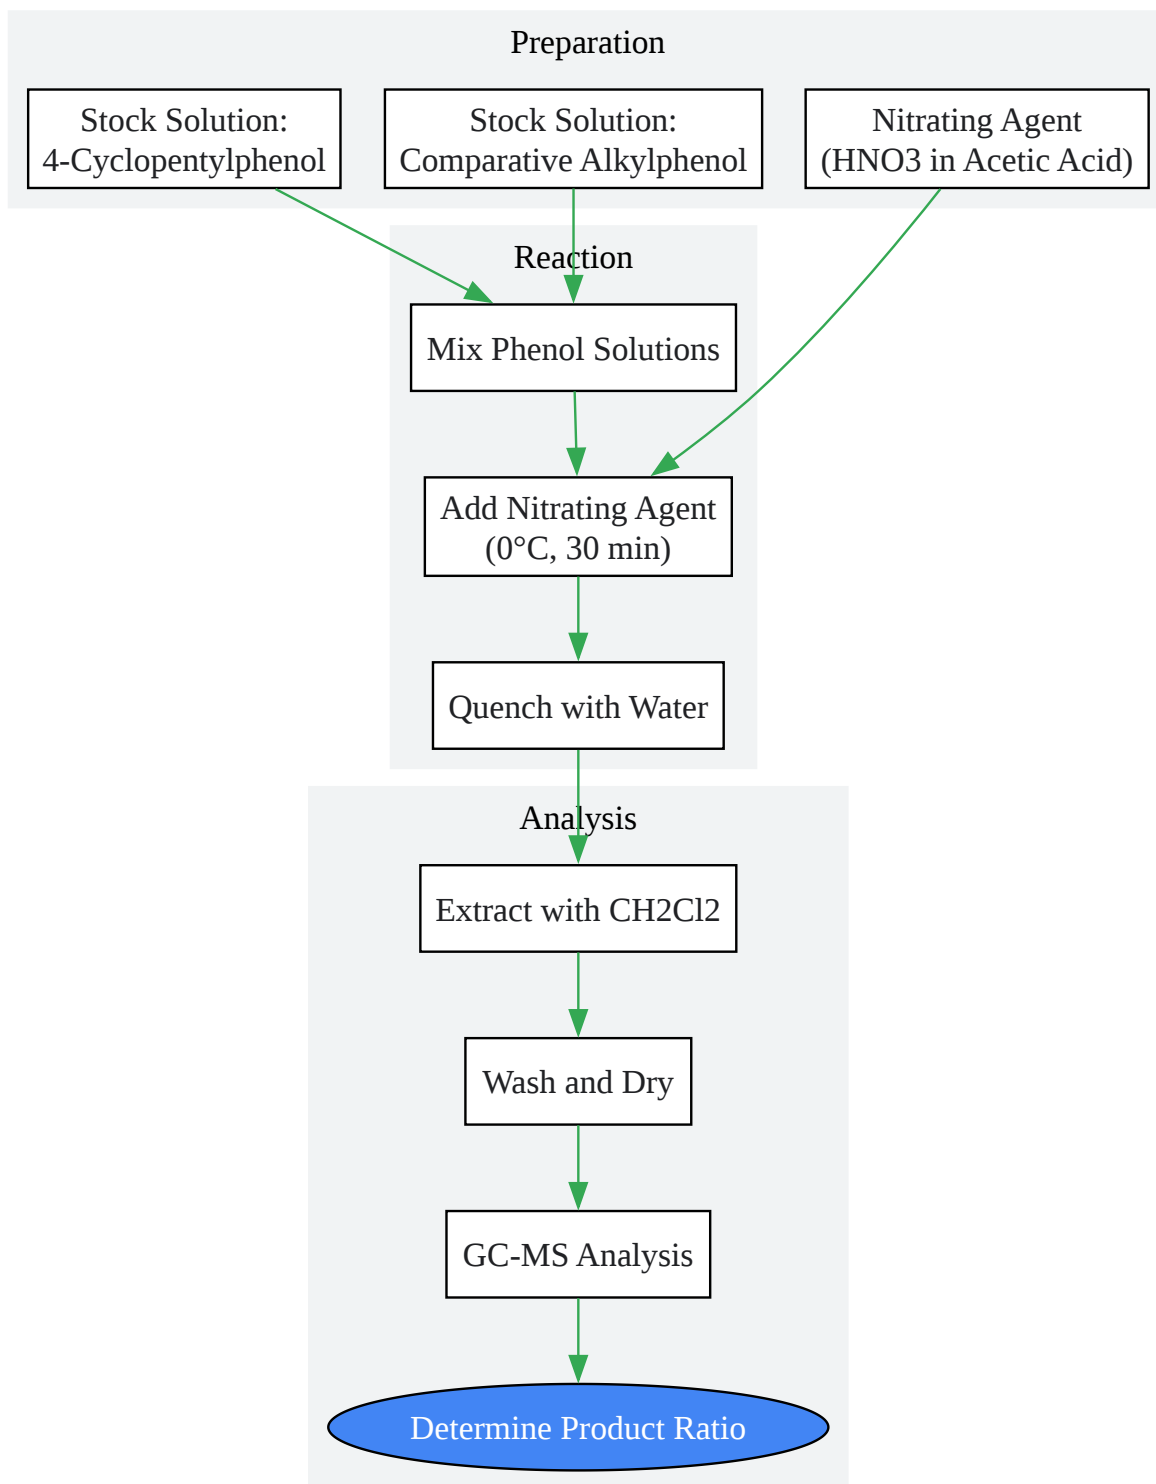 Preparation
Stock Solution:
4-Cyclopentylphenol
Stock Solution:
Comparative Alkylphenol
Nitrating Agent
(HNO3 in Acetic Acid)
Reaction
Mix Phenol Solutions
Add Nitrating Agent
(0°C, 30 min)
Quench with Water
Analysis
Extract with CH2Cl2
Wash and Dry
GC-MS Analysis
Determine Product Ratio